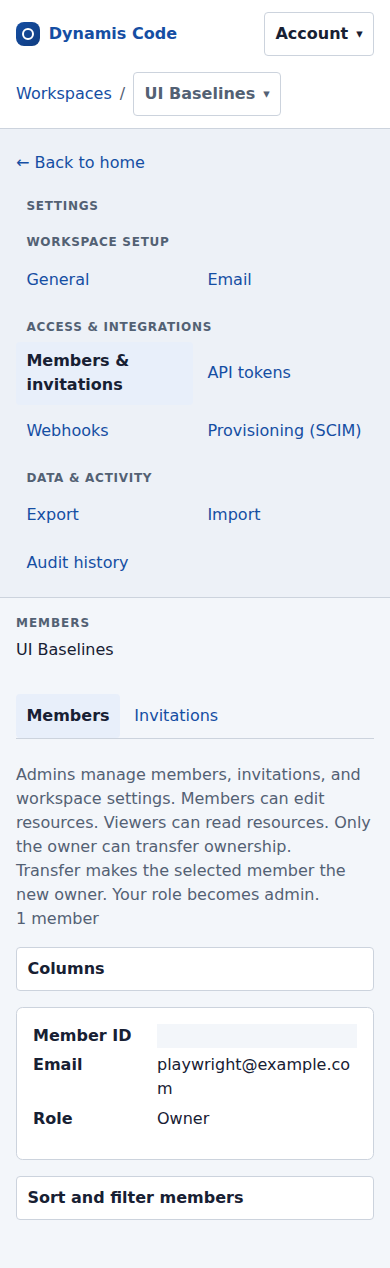 Dynamis Code
Account ▾
Workspaces / UI Baselines ▾
← Back to home
SETTINGS
WORKSPACE SETUP
General Email
ACCESS & INTEGRATIONS
Members &
invitations
API tokens
Webhooks Provisioning (SCIM)
DATA & ACTIVITY
Export Import
Audit history
MEMBERS
UI Baselines
Members Invitations
Admins manage members, invitations, and
workspace settings. Members can edit
resources. Viewers can read resources. Only
the owner can transfer ownership.
Transfer makes the selected member the
new owner. Your role becomes admin.
1 member
Columns
Member ID
Email playwright@example.co
m
Role Owner
Sort and filter members